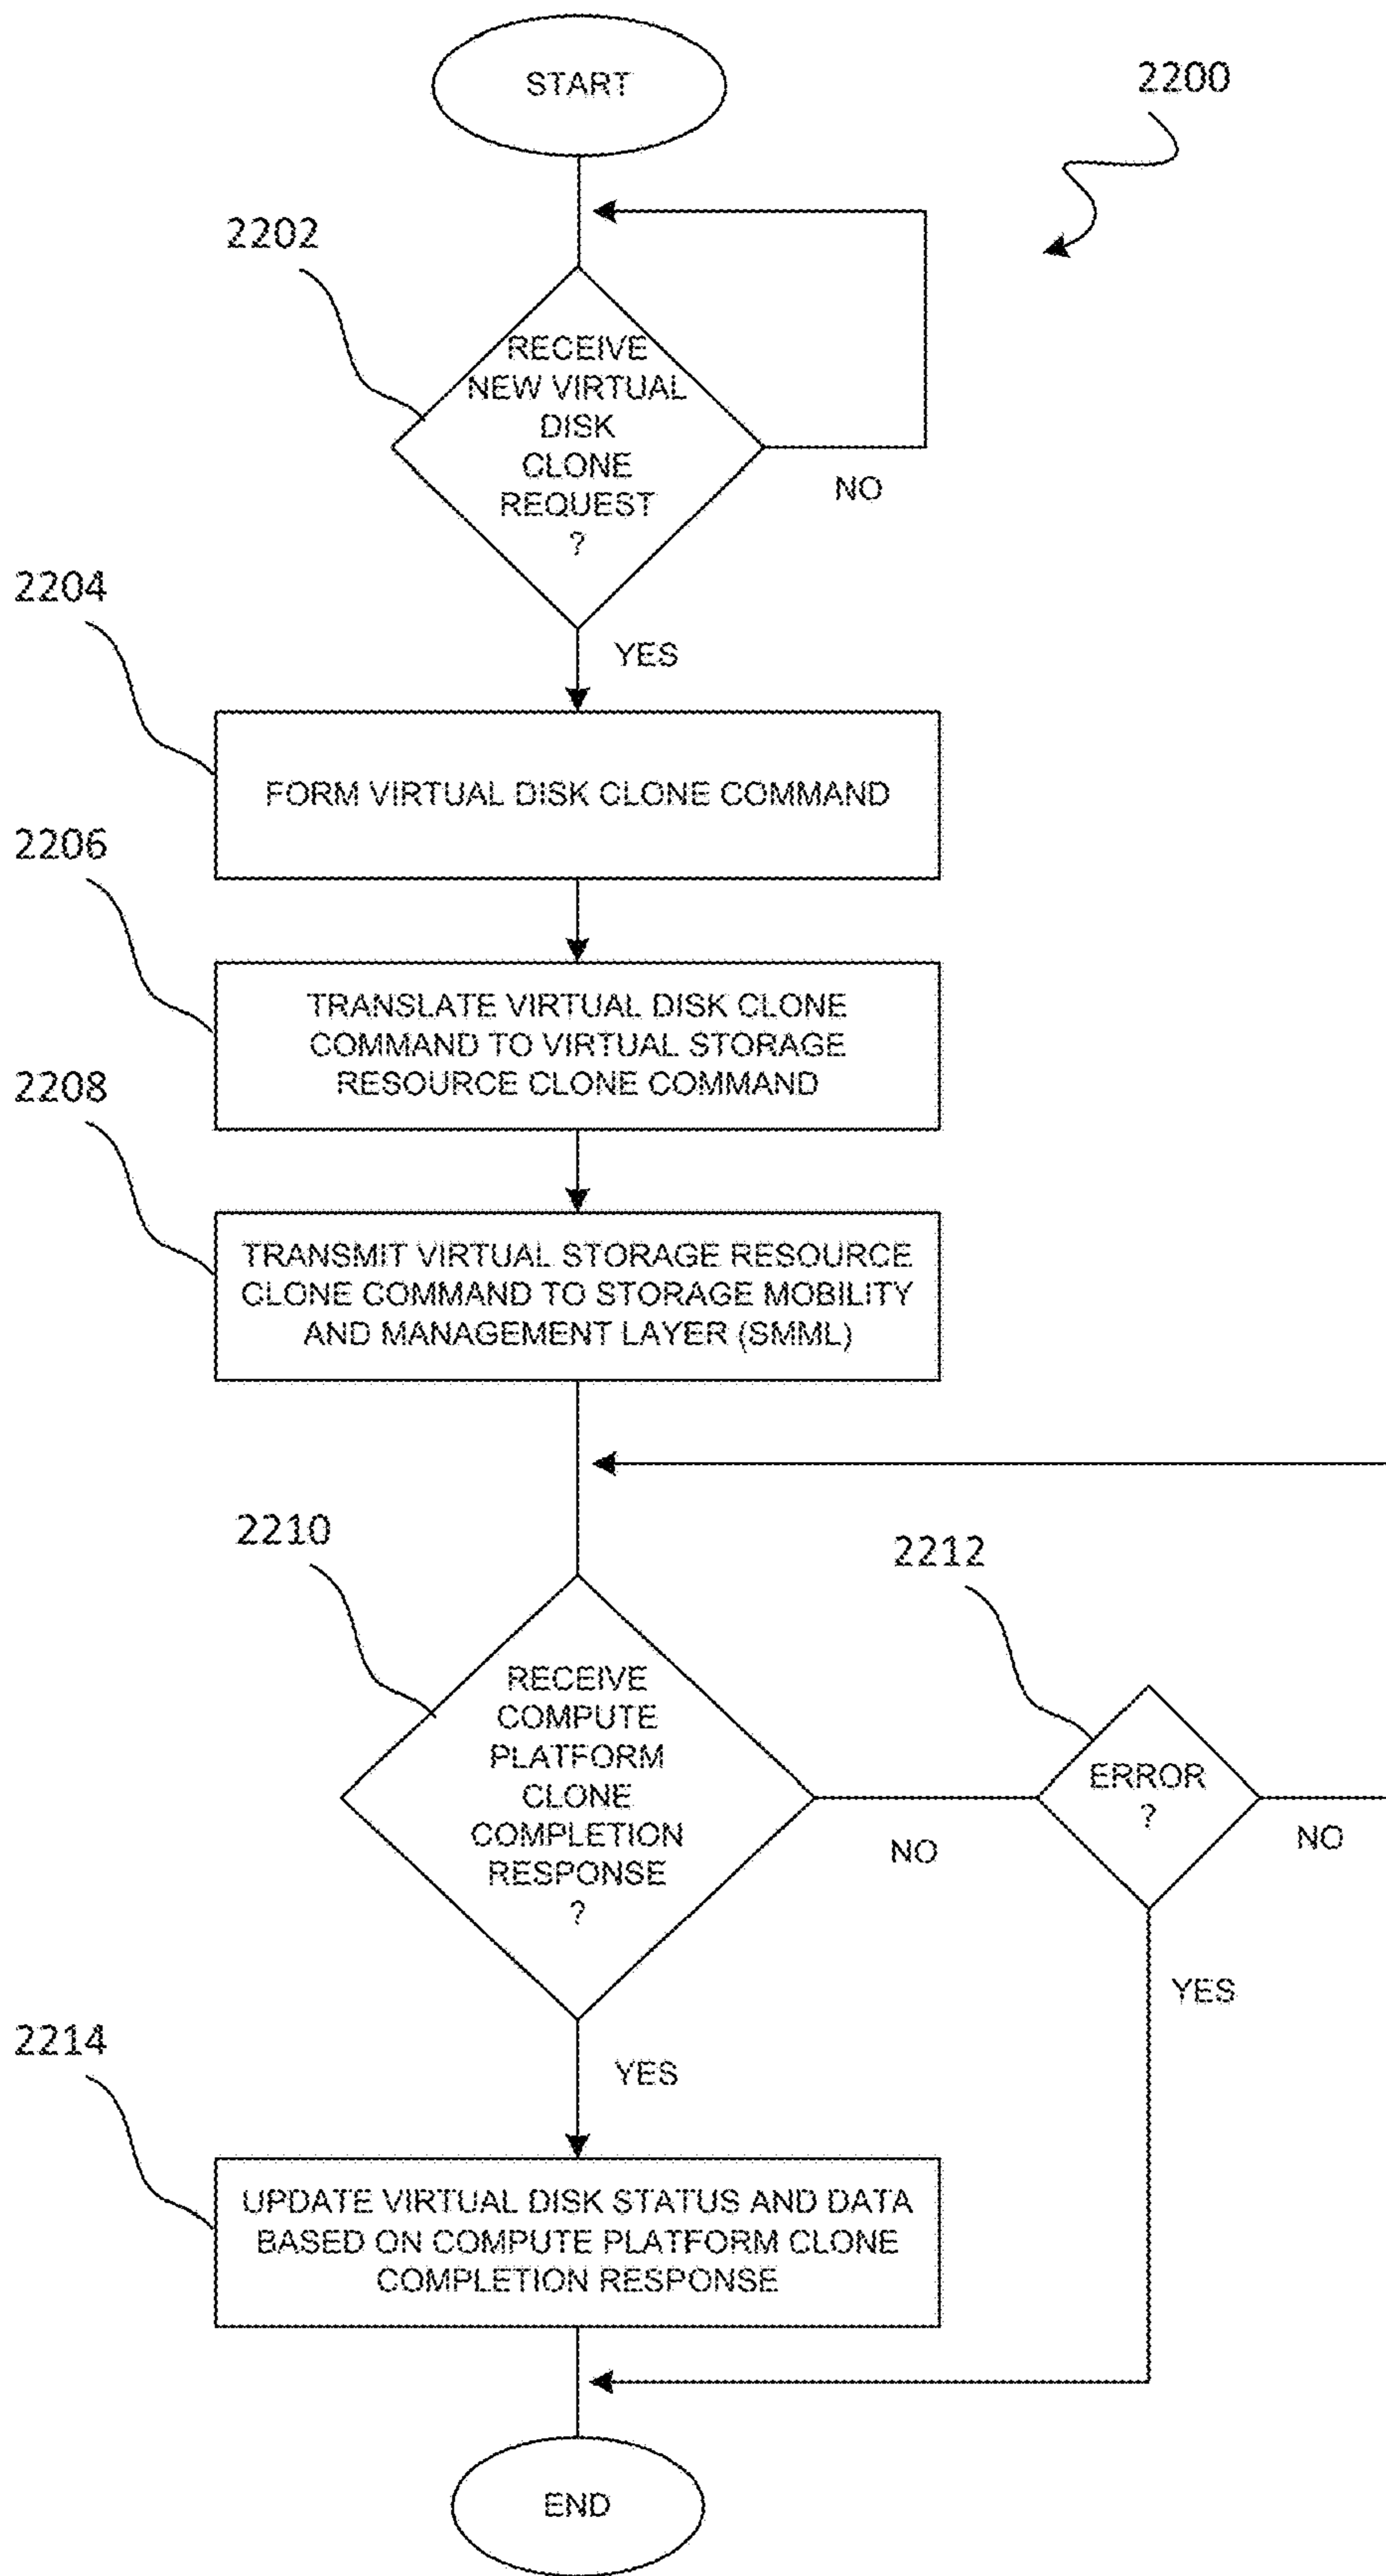 START
2200
2202
RECEIVE
NEW VIRTUAL
DISK
CLONE
REQUEST
?
NO
2204
YES
FORM VIRTUAL DISK CLONE COMMAND
2206
TRANSLATE VIRTUAL DISK CLONE
COMMAND TO VIRTUAL STORAGE
RESOURCE CLONE COMMAND
2208
TRANSMIT VIRTUAL STORAGE RESOURCE
CLONE COMMAND TO STORAGE MOBILITY
AND MANAGEMENT LAYER (SMML)
2210
2212
RECEIVE
COMPUTE
PLATFORM
CLONE
COMPLETION
RESPONSE
?
NO
ERROR
?
NO
YES
2214
YES
UPDATE VIRTUAL DISK STATUS AND DATA
BASED ON COMPUTE PLATFORM CLONE
COMPLETION RESPONSE
END